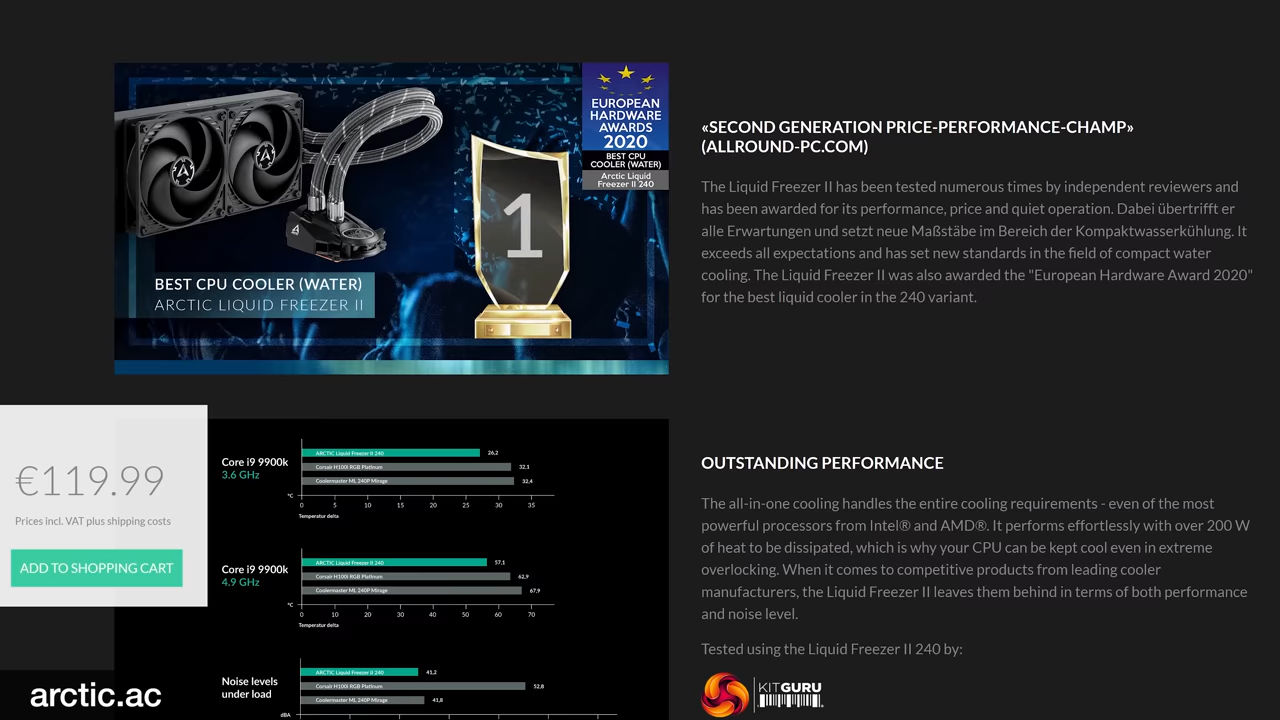 EUROPEAN
HARDWARE
AWARDS
2020
BEST CPU
COOLER (WATER)
Arctic Liquid
Freezer II 240
1
BEST CPU COOLER (WATER)
ARCTIC LIQUID FREEZER II
«SECOND GENERATION PRICE-PERFORMANCE-CHAMP»
(ALLROUND-PC.COM)
The Liquid Freezer II has been tested numerous times by independent reviewers and
has been awarded for its performance, price and quiet operation. Dabei übertrifft er
alle Erwartungen und setzt neue Maßstäbe im Bereich der Kompaktwasserkühlung. It
exceeds all expectations and has set new standards in the field of compact water
cooling. The Liquid Freezer II was also awarded the "European Hardware Award 2020"
for the best liquid cooler in the 240 variant.
€119.99
Prices incl. VAT plus shipping costs
ADD TO SHOPPING CART
arctic.ac
Core i9 9900k
3.6 GHz
ARCTIC Liquid Freezer II 240 26,2
Corsair H100i RGB Platinum 32,1
Coolermaster ML 240P Mirage 32,4
°C 0 5 10 15 20 25 30 35
Temperatur delta
Core i9 9900k
4.9 GHz
ARCTIC Liquid Freezer II 240 57,1
Corsair H100i RGB Platinum 62,9
Coolermaster ML 240P Mirage 67,9
°C 0 10 20 30 40 50 60 70
Temperatur delta
Noise levels
under load
ARCTIC Liquid Freezer II 240 41,2
Corsair H100i RGB Platinum 52,8
Coolermaster ML 240P Mirage 41,8
dBA
OUTSTANDING PERFORMANCE
The all-in-one cooling handles the entire cooling requirements - even of the most
powerful processors from Intel® and AMD®. It performs effortlessly with over 200 W
of heat to be dissipated, which is why your CPU can be kept cool even in extreme
overlocking. When it comes to competitive products from leading cooler
manufacturers, the Liquid Freezer II leaves them behind in terms of both performance
and noise level.
Tested using the Liquid Freezer II 240 by:
KITGURU